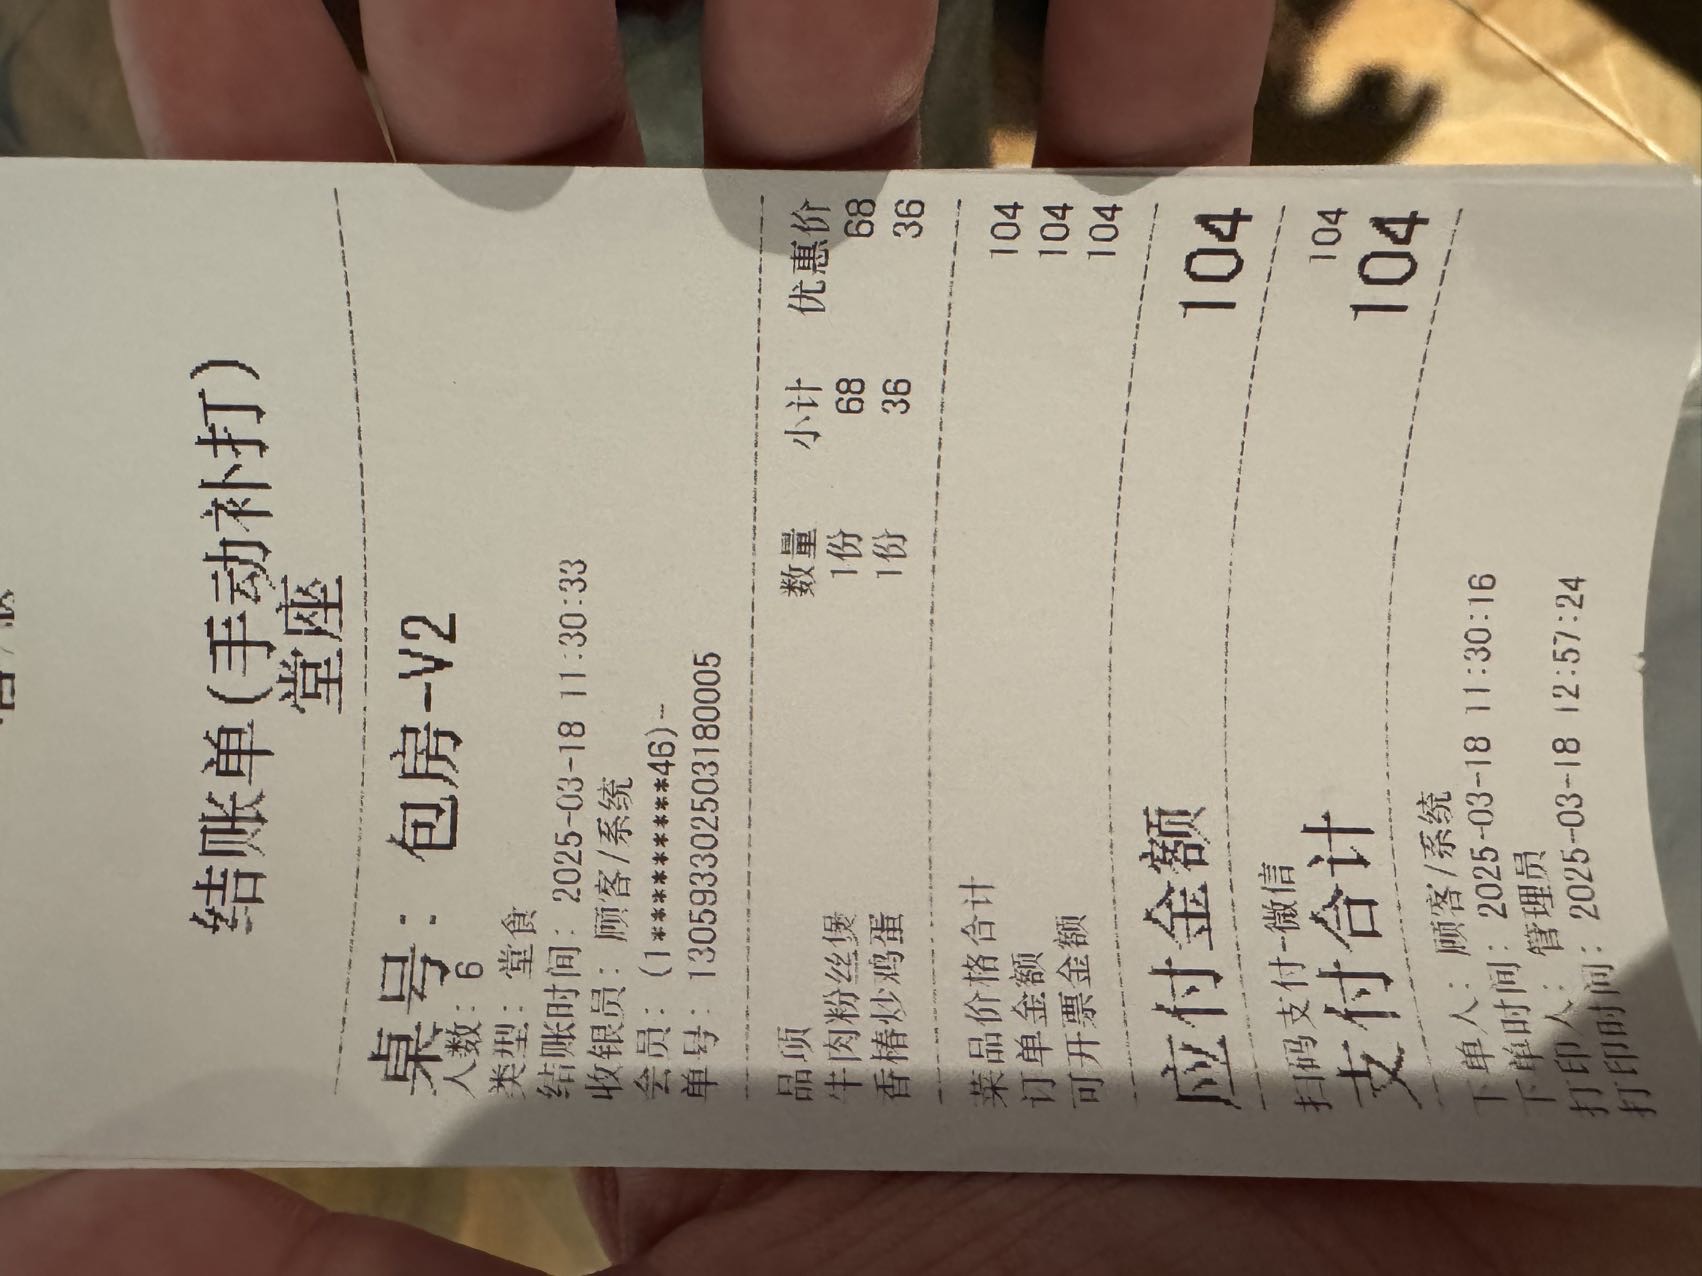 结账单(手动补打)
堂座
桌号: 包房-V2
人数: 6
类型: 堂食
结账时间: 2025-03-18 11:30:33
收银员: 顾客/系统
会员: (1********46)-
单号: 130593302503180005
品项 数量 小计 优惠价
牛肉粉丝煲 1份 68 68
香椿炒鸡蛋 1份 36 36
菜品价格合计 104
订单金额 104
可开票金额 104
应付金额 104
扫码支付-微信 104
支付合计 104
下单人: 顾客/系统
下单时间: 2025-03-18 11:30:16
打印人: 管理员
打印时间: 2025-03-18 12:57:24